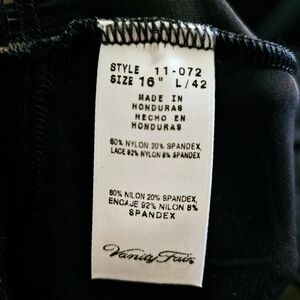 STYLE 11-072
SIZE 16" L/42
MADE IN
HONDURAS
HECHO EN
HONDURAS
80% NYLON 20% SPANDEX,
LACE 92% NYLON 8% SPANDEX
80% NILON 20% SPANDEX,
ENCAJE 92% NILON 8%
SPANDEX
Vanity Fair